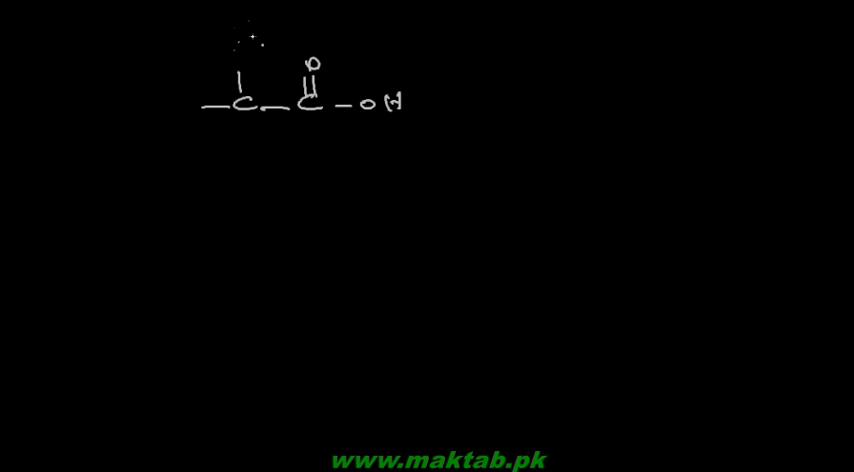 O
— C — C — OH
www.maktab.pk